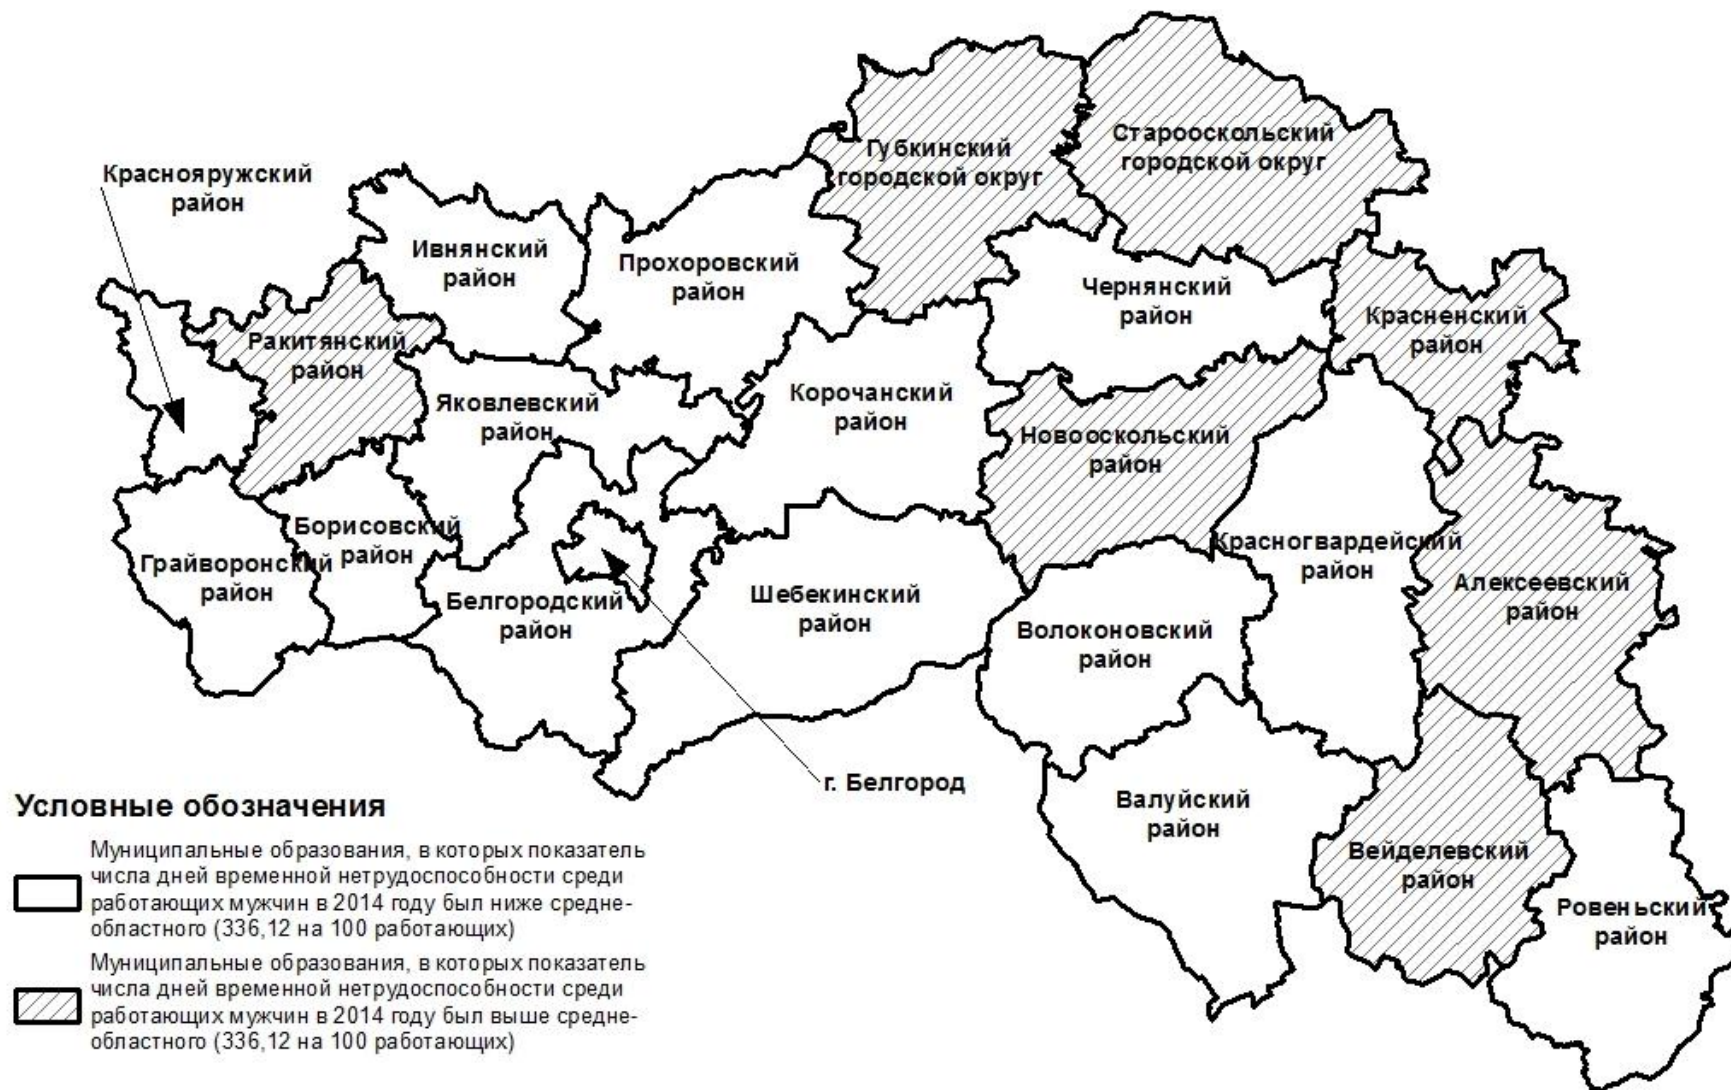 Краснояружский
район
Ивнянский
район
Прохоровский
район
Губкинский
городской округ
Старооскольский
городской округ
Ракитянский
район
Яковлевский
район
Корочанский
район
Чернянский
район
Красненский
район
Новооскольский
район
Борисовский
район
Грайворонский
район
Белгородский
район
Шебекинский
район
Волоконовский
район
Красногвардейский
район
Алексеевский
район
г. Белгород
Валуйский
район
Вейделевский
район
Ровеньский
район
Условные обозначения
Муниципальные образования, в которых показатель
числа дней временной нетрудоспособности среди
работающих мужчин в 2014 году был ниже средне-
областного (336,12 на 100 работающих)
Муниципальные образования, в которых показатель
числа дней временной нетрудоспособности среди
работающих мужчин в 2014 году был выше средне-
областного (336,12 на 100 работающих)